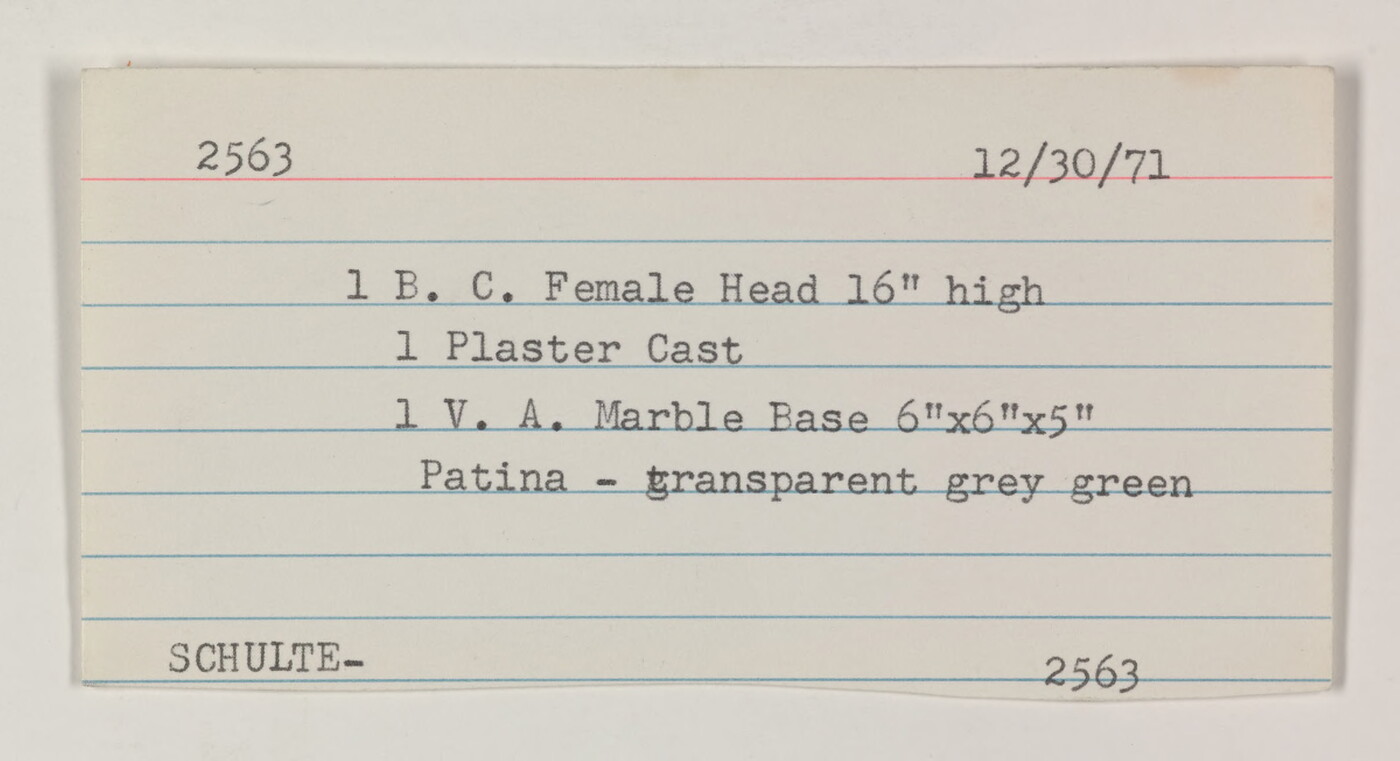 2563 12/30/71
1 B. C. Female Head 16" high
1 Plaster Cast
1 V. A. Marble Base 6"x6"x5"
Patina - transparent grey green
SCHULTE- 2563